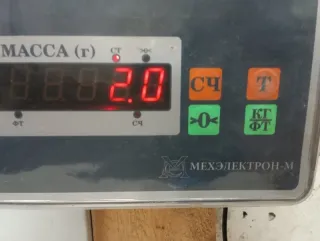 МАССА (г)
СТ
2.0
СЧ
Т
ФТ
СЧ
>0<
КГ
ФТ
МЕХЭЛЕКТРОН-М